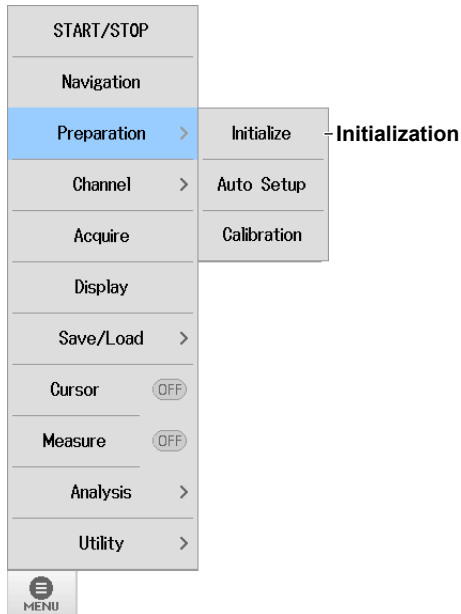 START/STOP
Navigation
Preparation >
Initialize
Initialization
Channel >
Auto Setup
Acquire
Calibration
Display
Save/Load >
Cursor OFF
Measure OFF
Analysis >
Utility >
MENU